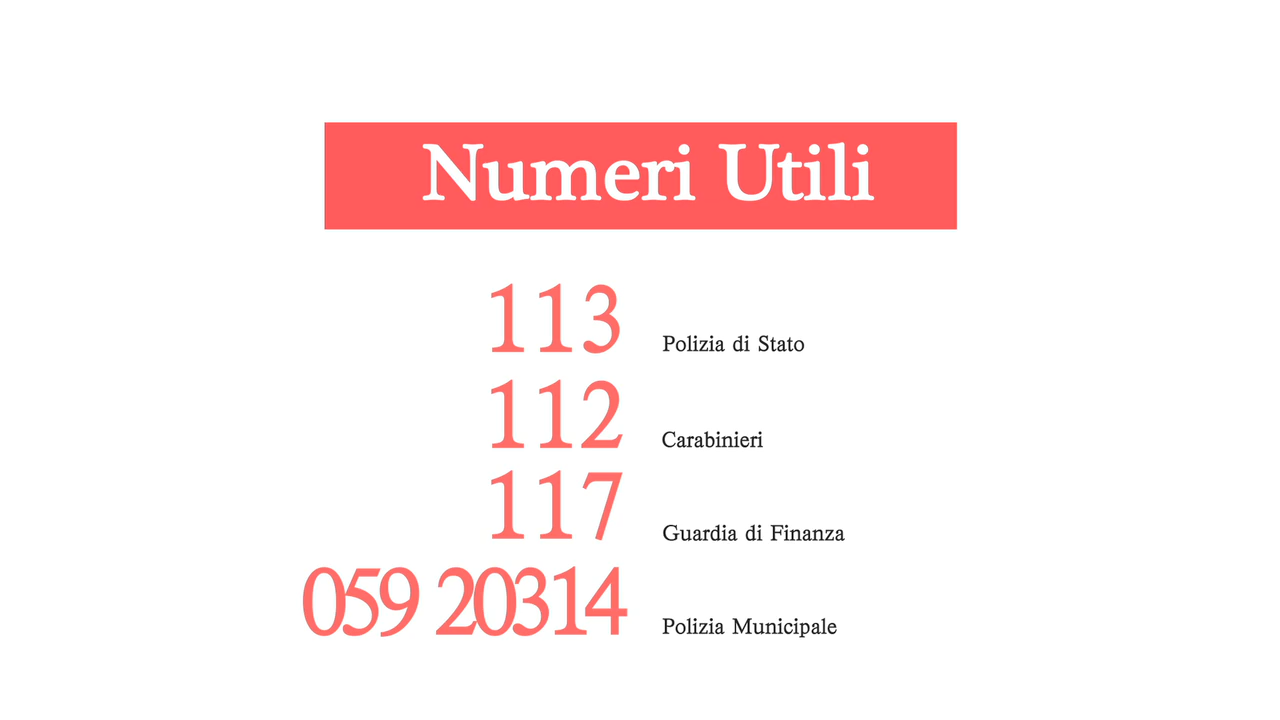 Numeri Utili
113 Polizia di Stato
112 Carabinieri
117 Guardia di Finanza
059 20314 Polizia Municipale